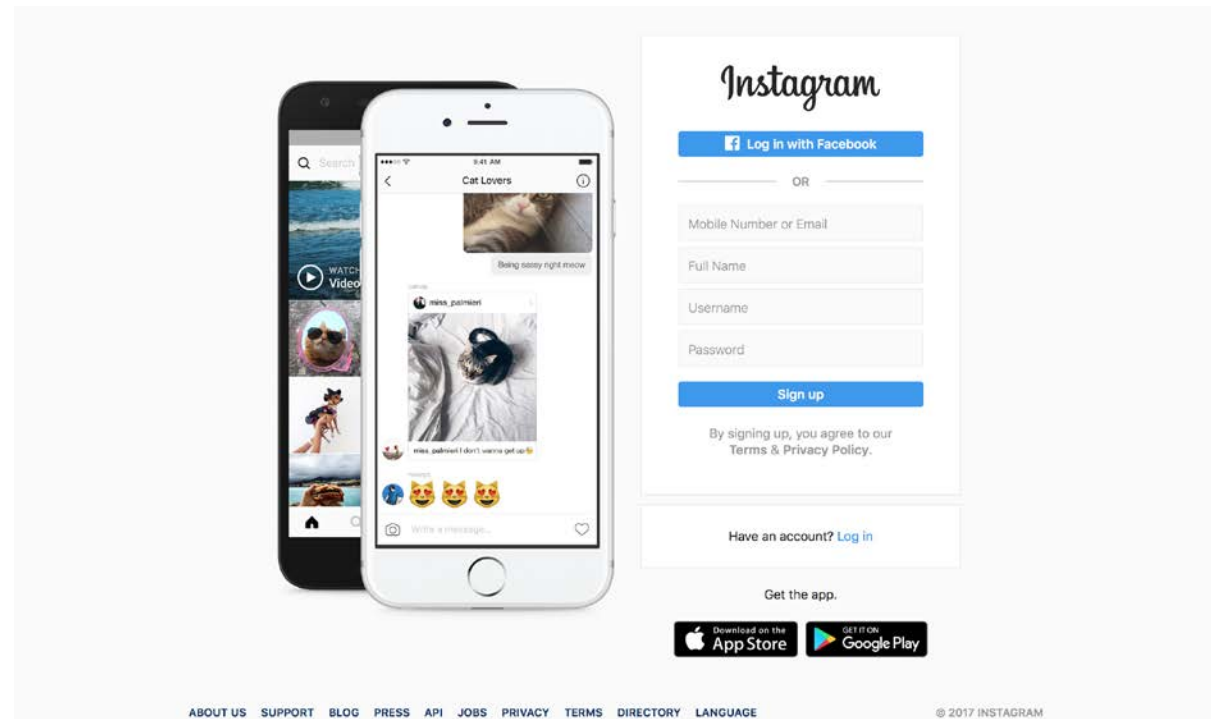 Instagram
Log in with Facebook
OR
Mobile Number or Email
Full Name
Username
Password
Sign up
By signing up, you agree to our
Terms & Privacy Policy.
Have an account? Log in
Get the app.
Download on the
App Store
GET IT ON
Google Play
Search
WATCH
Video
9:41 AM
Cat Lovers
Being sassy right meow
miss_palmieri
miss_palmieri I don't wanna get up
Write a message...
ABOUT US SUPPORT BLOG PRESS API JOBS PRIVACY TERMS DIRECTORY LANGUAGE
© 2017 INSTAGRAM